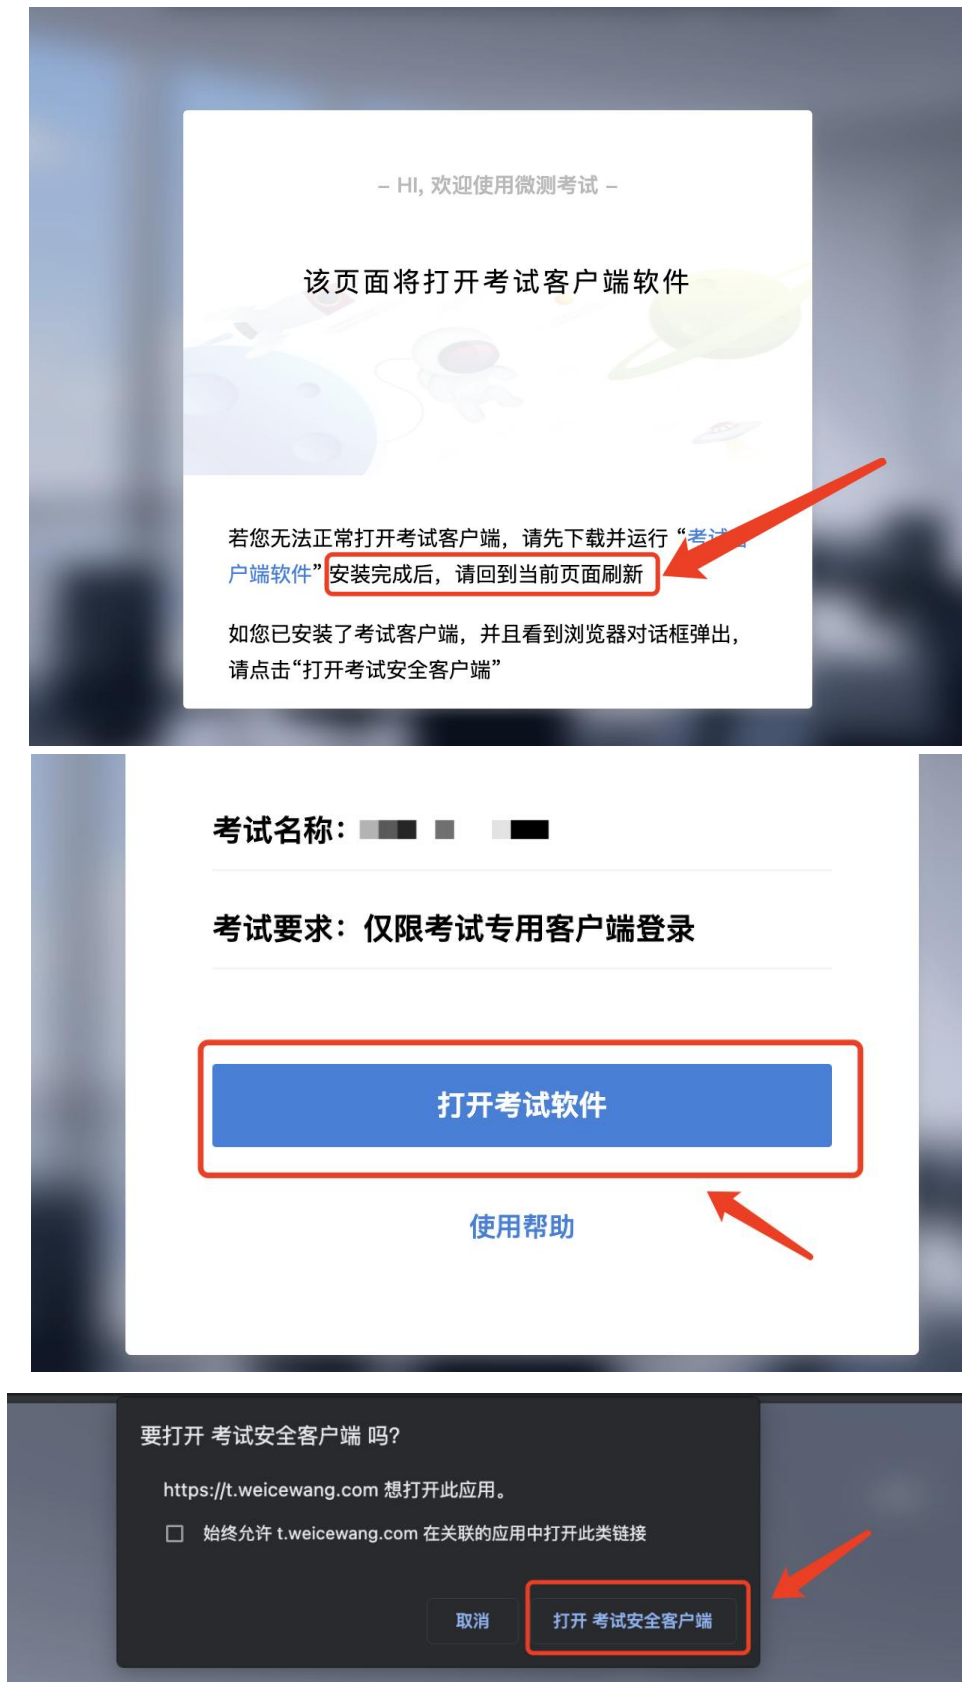 – HI, 欢迎使用微测考试 –
该页面将打开考试客户端软件
若您无法正常打开考试客户端，请先下载并运行 “考试客
户端软件” 安装完成后，请回到当前页面刷新
如您已安装了考试客户端，并且看到浏览器对话框弹出，
请点击“打开考试安全客户端”
考试名称：
考试要求：仅限考试专用客户端登录
打开考试软件
使用帮助
要打开 考试安全客户端 吗？
https://t.weicewang.com 想打开此应用。
始终允许 t.weicewang.com 在关联的应用中打开此类链接
取消 打开 考试安全客户端